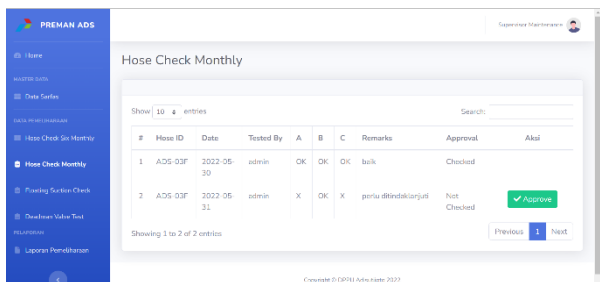 PREMAN ADS
Supervisor Maintenance
Home
MASTER DATA
Data Sarfas
DATA PEMELIHARAAN
Hose Check Six Monthly
Hose Check Monthly
Floating Suction Check
Deadman Valve Test
PELAPORAN
Laporan Pemeliharaan
Hose Check Monthly
Show 10 entries
Search:
# Hose ID Date Tested By A B C Remarks Approval Aksi
1 ADS-03F 2022-05-30 admin OK OK OK baik Checked
2 ADS-03F 2022-05-31 admin X OK X perlu ditindaklanjuti Not Checked Approve
Showing 1 to 2 of 2 entries
Previous 1 Next
Copyright © DPPU Adisutjipto 2022